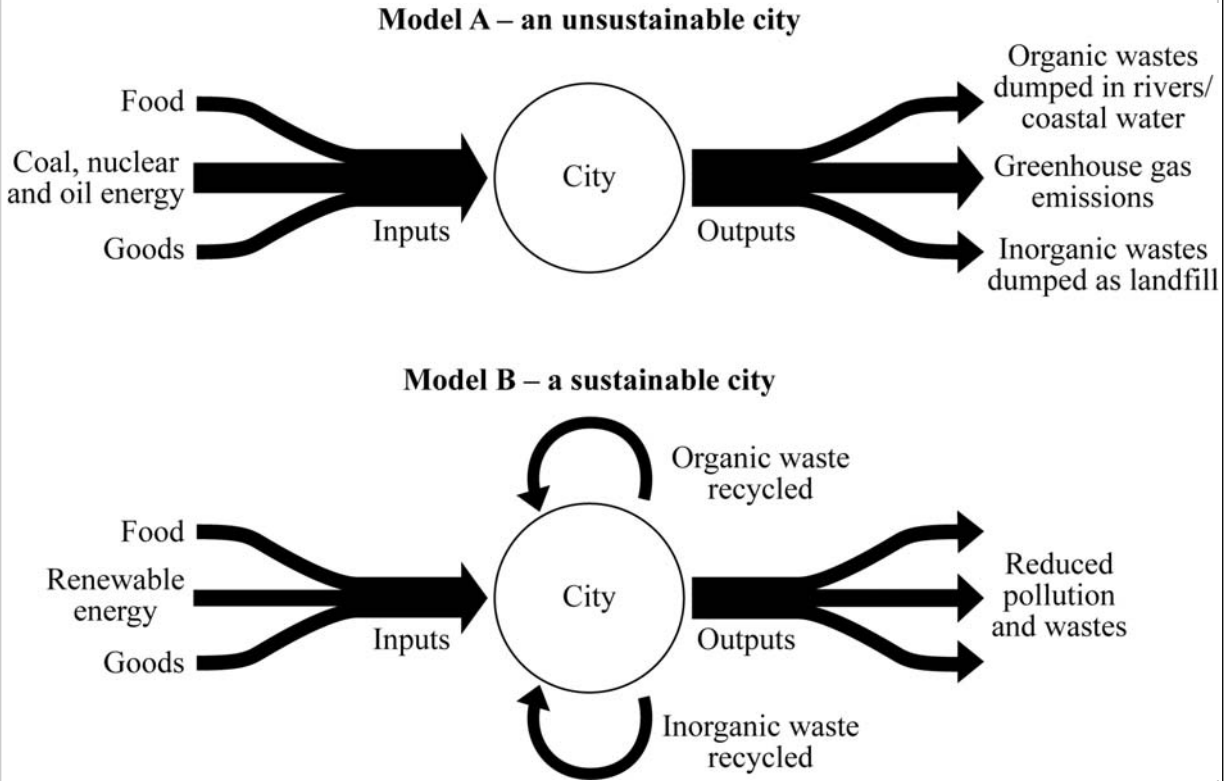 Model A – an unsustainable city
Food
Coal, nuclear
and oil energy
Goods
Inputs
City
Outputs
Organic wastes
dumped in rivers/
coastal water
Greenhouse gas
emissions
Inorganic wastes
dumped as landfill
Model B – a sustainable city
Organic waste
recycled
Food
Renewable
energy
Goods
Inputs
City
Outputs
Reduced
pollution
and wastes
Inorganic waste
recycled